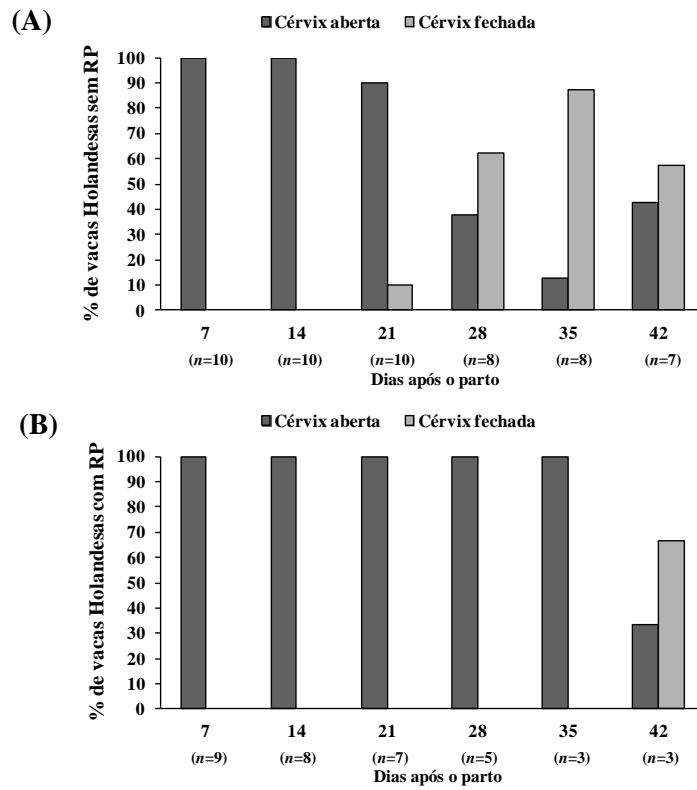 (A)
Cérvix aberta Cérvix fechada
% de vacas Holandesas sem RP
100
90
80
70
60
50
40
30
20
10
0
7 14 21 28 35 42
(n=10) (n=10) (n=10) (n=8) (n=8) (n=7)
Dias após o parto
(B)
Cérvix aberta Cérvix fechada
% de vacas Holandesas com RP
100
90
80
70
60
50
40
30
20
10
0
7 14 21 28 35 42
(n=9) (n=8) (n=7) (n=5) (n=3) (n=3)
Dias após o parto